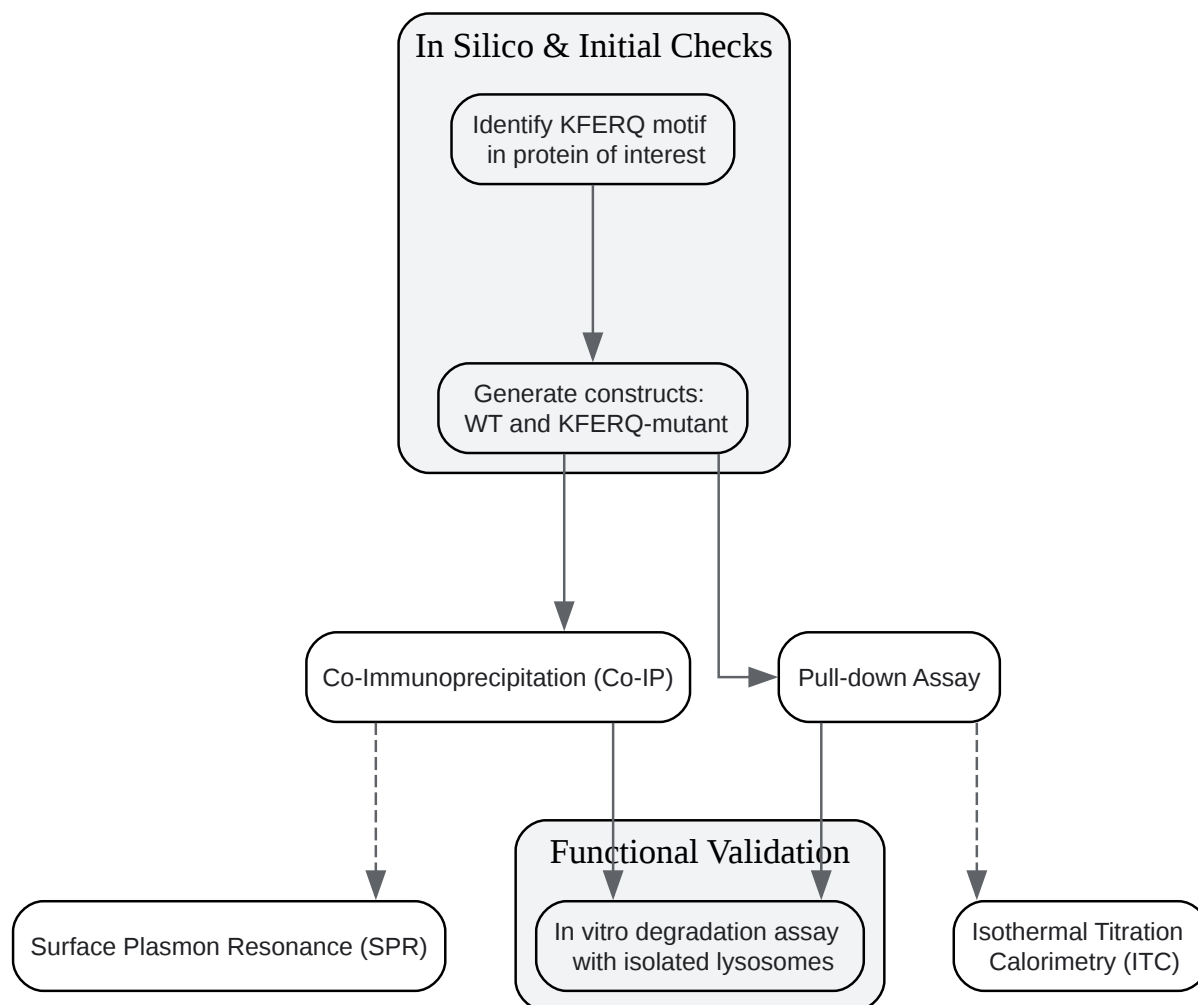 In Silico & Initial Checks
Identify KFERQ motif
in protein of interest
Generate constructs:
WT and KFERQ-mutant
Co-Immunoprecipitation (Co-IP)
Pull-down Assay
Functional Validation
Surface Plasmon Resonance (SPR)
In vitro degradation assay
with isolated lysosomes
Isothermal Titration
Calorimetry (ITC)